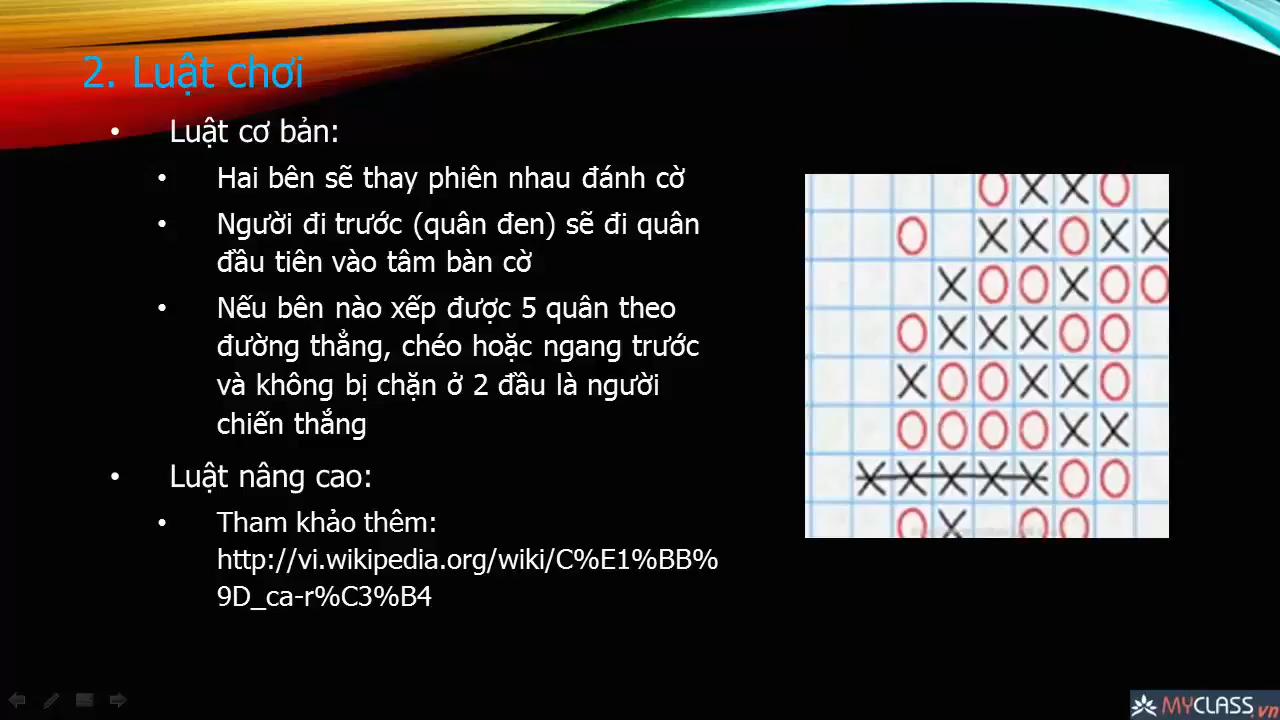 2. Luật chơi
• Luật cơ bản:
• Hai bên sẽ thay phiên nhau đánh cờ
• Người đi trước (quân đen) sẽ đi quân
đầu tiên vào tâm bàn cờ
• Nếu bên nào xếp được 5 quân theo
đường thẳng, chéo hoặc ngang trước
và không bị chặn ở 2 đầu là người
chiến thắng
• Luật nâng cao:
• Tham khảo thêm:
http://vi.wikipedia.org/wiki/C%E1%BB%
9D_ca-r%C3%B4
O X X O
O X X O X X
X O O X O O
O X X X O O
X O O X X O
O O O O X X
X X X X X O O
O X O O
MYCLASS.vn